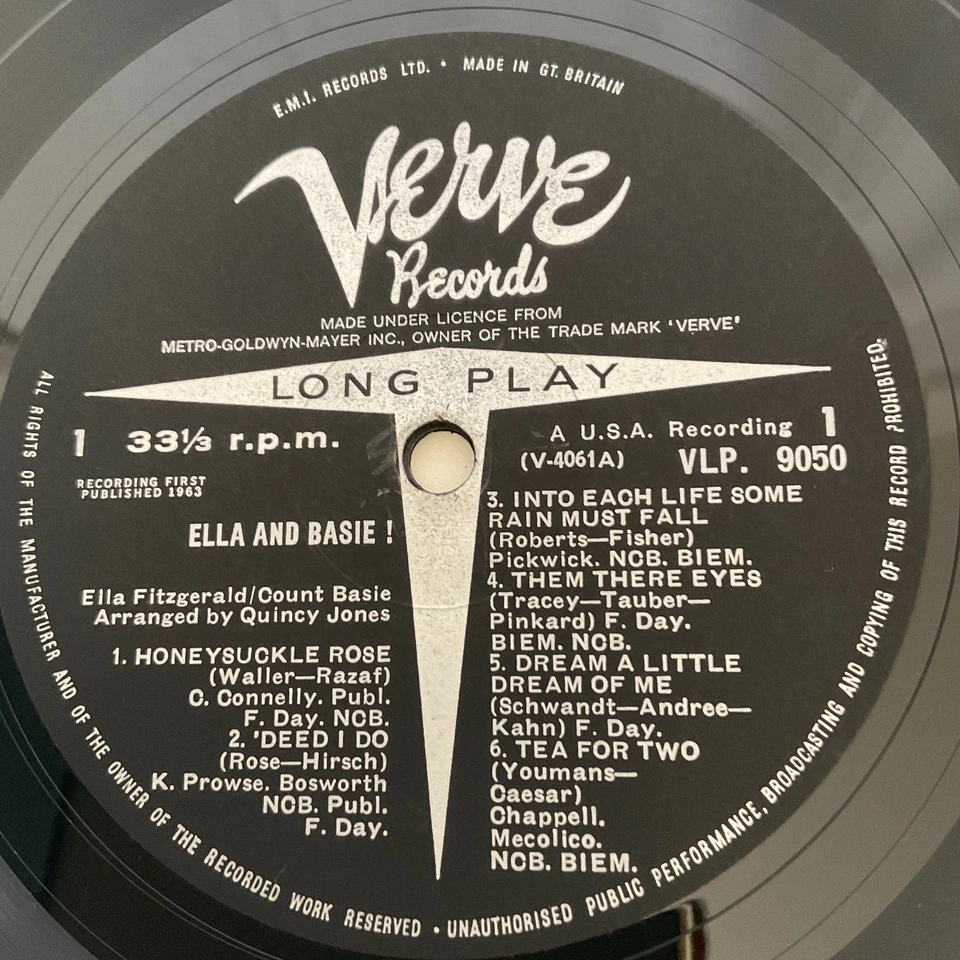 E.M.I. RECORDS LTD. • MADE IN GT. BRITAIN
Verve
Records
MADE UNDER LICENCE FROM
METRO-GOLDWYN-MAYER INC., OWNER OF THE TRADE MARK ‘VERVE’
LONG PLAY
1 33⅓ r.p.m.
RECORDING FIRST
PUBLISHED 1963
A U.S.A. Recording 1
(V-4061A) VLP. 9050
ELLA AND BASIE !
Ella Fitzgerald/Count Basie
Arranged by Quincy Jones
1. HONEYSUCKLE ROSE
(Waller—Razaf)
C. Connelly. Publ.
F. Day. NCB.
2. 'DEED I DO
(Rose—Hirsch)
K. Prowse. Bosworth
NCB. Publ.
F. Day.
3. INTO EACH LIFE SOME
RAIN MUST FALL
(Roberts—Fisher)
Pickwick. NCB. BIEM.
4. THEM THERE EYES
(Tracey—Tauber—
Pinkard) F. Day.
BIEM. NCB.
5. DREAM A LITTLE
DREAM OF ME
(Schwandt—Andree—
Kahn) F. Day.
6. TEA FOR TWO
(Youmans—
Caesar)
Chappell.
Mecolico.
NCB. BIEM.
ALL RIGHTS OF THE MANUFACTURER AND OF THE OWNER OF THE RECORDED WORK RESERVED • UNAUTHORISED PUBLIC PERFORMANCE, BROADCASTING AND COPYING OF THIS RECORD PROHIBITED.